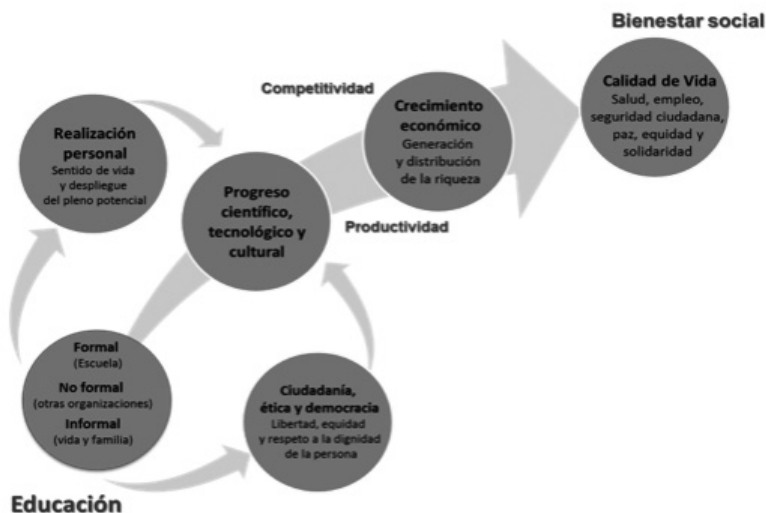 Bienestar social
Calidad de Vida
Salud, empleo,
seguridad ciudadana,
paz, equidad y
solidaridad
Competitividad
Crecimiento
económico
Generación
y distribución
de la riqueza
Productividad
Realización
personal
Sentido de vida
y despliegue
del pleno potencial
Progreso
científico,
tecnológico y
cultural
Formal
(Escuela)
No formal
(otras organizaciones)
Informal
(vida y familia)
Ciudadanía,
ética y democracia
Libertad, equidad
y respeto a la dignidad
de la persona
Educación